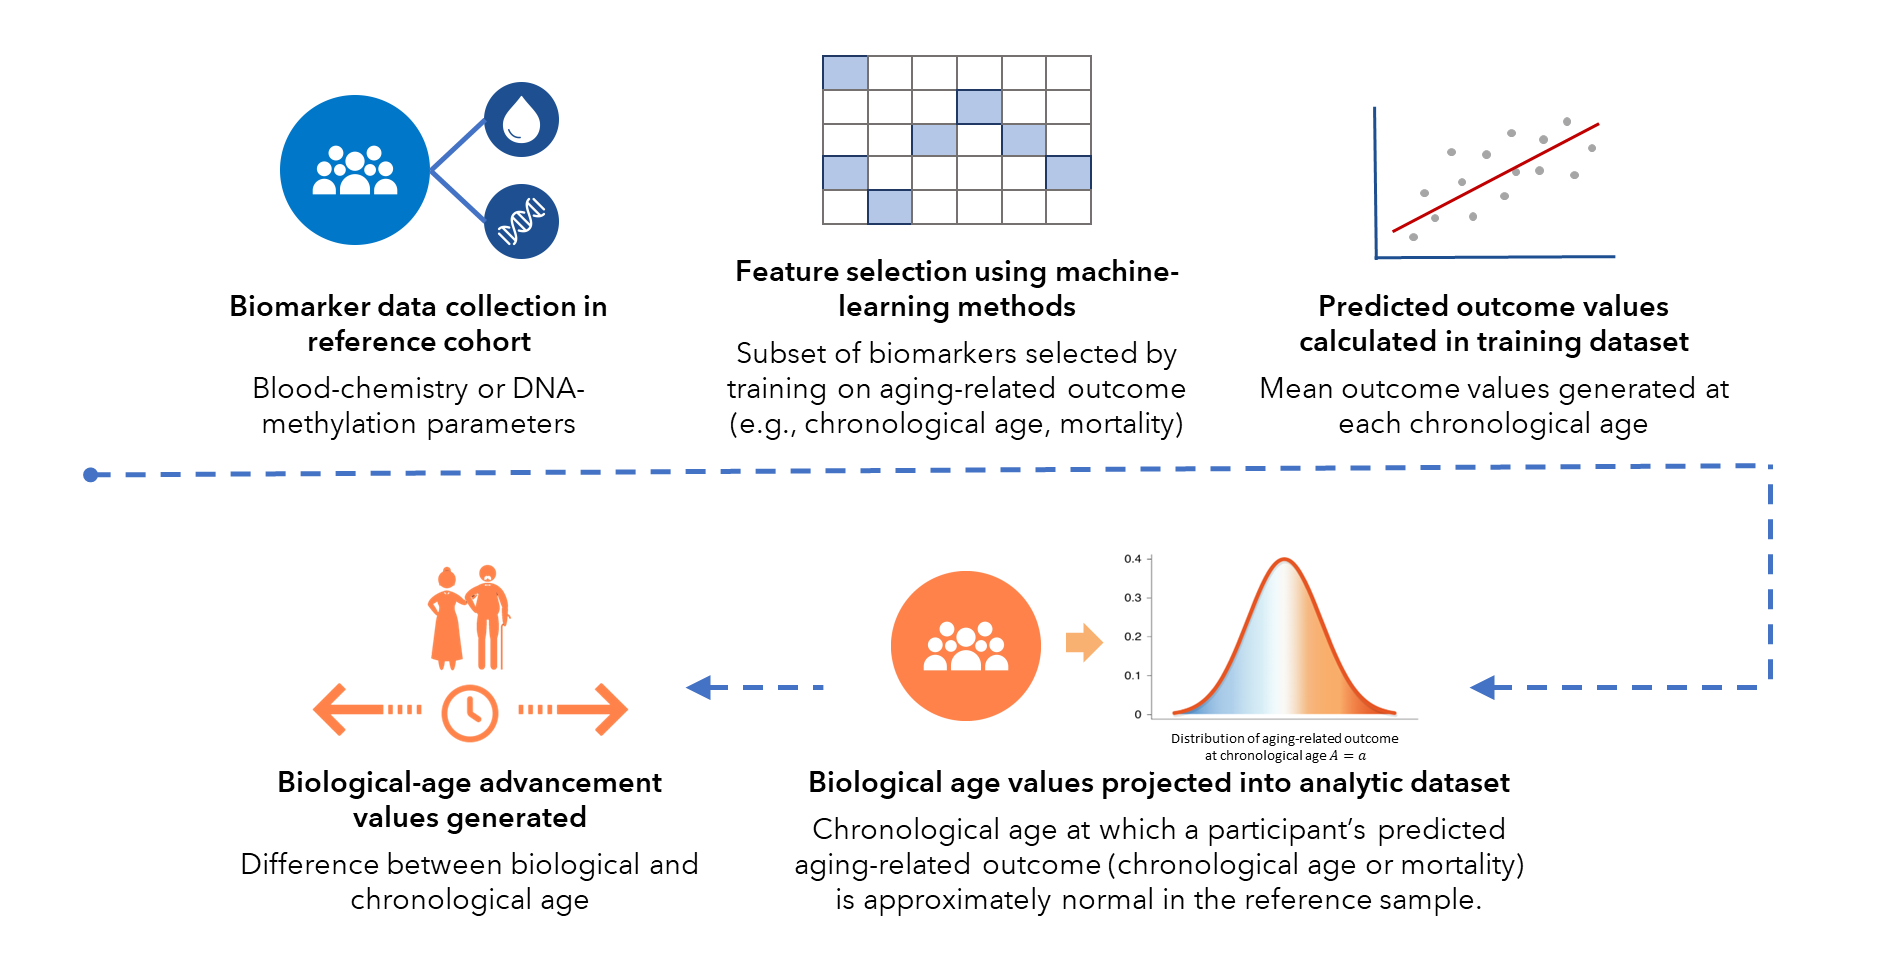 Biomarker data collection in
reference cohort
Blood-chemistry or DNA-
methylation parameters
Feature selection using machine-
learning methods
Subset of biomarkers selected by
training on aging-related outcome
(e.g., chronological age, mortality)
Predicted outcome values
calculated in training dataset
Mean outcome values generated at
each chronological age
0.4
0.3
0.2
0.1
0
Distribution of aging-related outcome
at chronological age A = a
Biological age values projected into analytic dataset
Chronological age at which a participant’s predicted
aging-related outcome (chronological age or mortality)
is approximately normal in the reference sample.
Biological-age advancement
values generated
Difference between biological and
chronological age